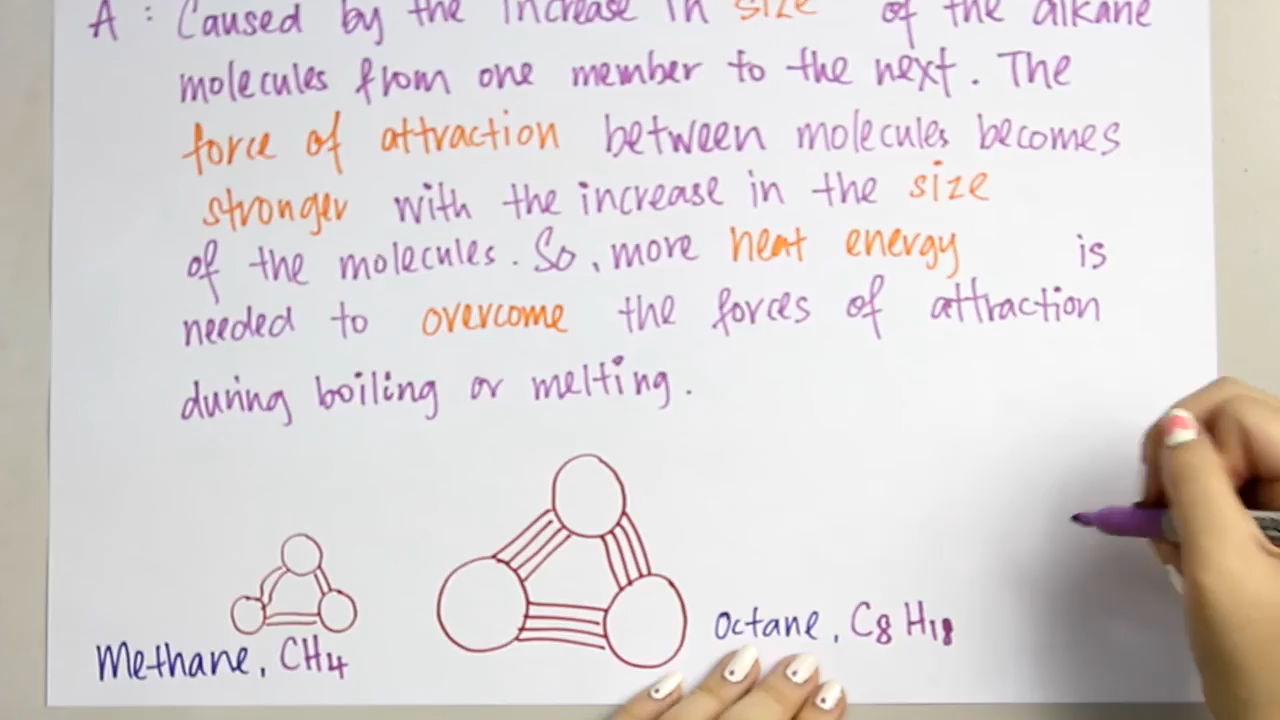 A : Caused by the increase in size of the alkane
molecules from one member to the next. The
force of attraction between molecules becomes
stronger with the increase in the size
of the molecules. So, more heat energy is
needed to overcome the forces of attraction
during boiling or melting.
Octane, C8 H18
Methane, CH4